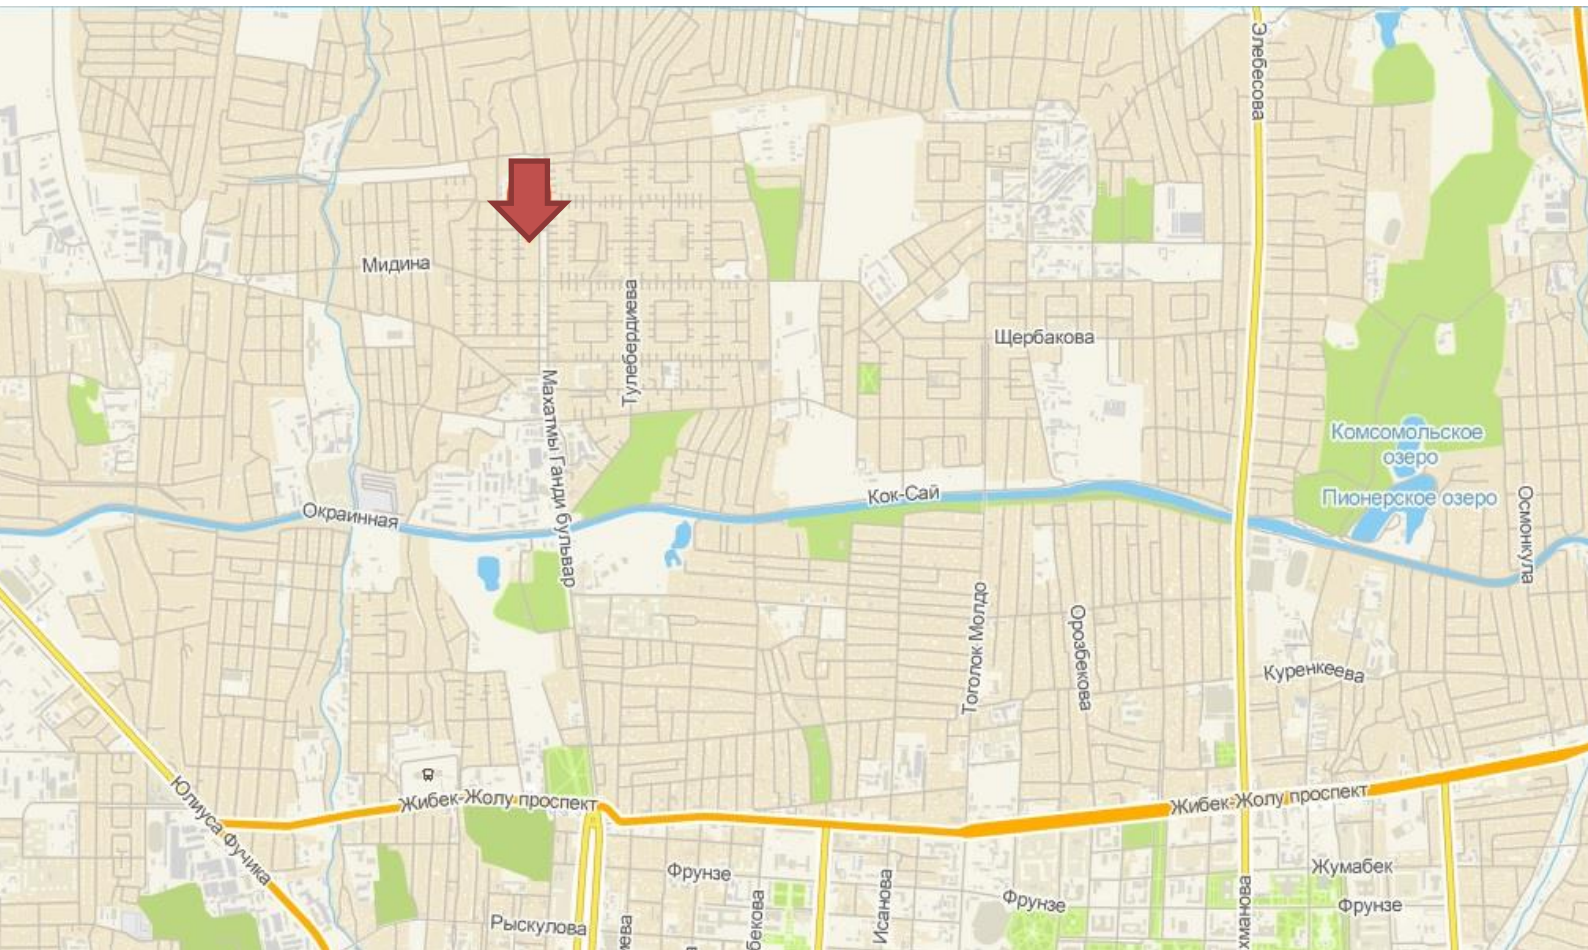 Элебесова
Мидина
Тулебердиева
Щербакова
Махатмы Ганди бульвар
Комсомольское
озеро
Кок-Сай
Пионерское озеро
Осмонкула
Окраинная
Тоголок Молдо
Орозбекова
Куренкеева
Юлиуса Фучика
Жибек-Жолу проспект
Жибек-Жолу проспект
Фрунзе
Жумабек
Исанова
Фрунзе
Фрунзе
Рыскулова
бекова